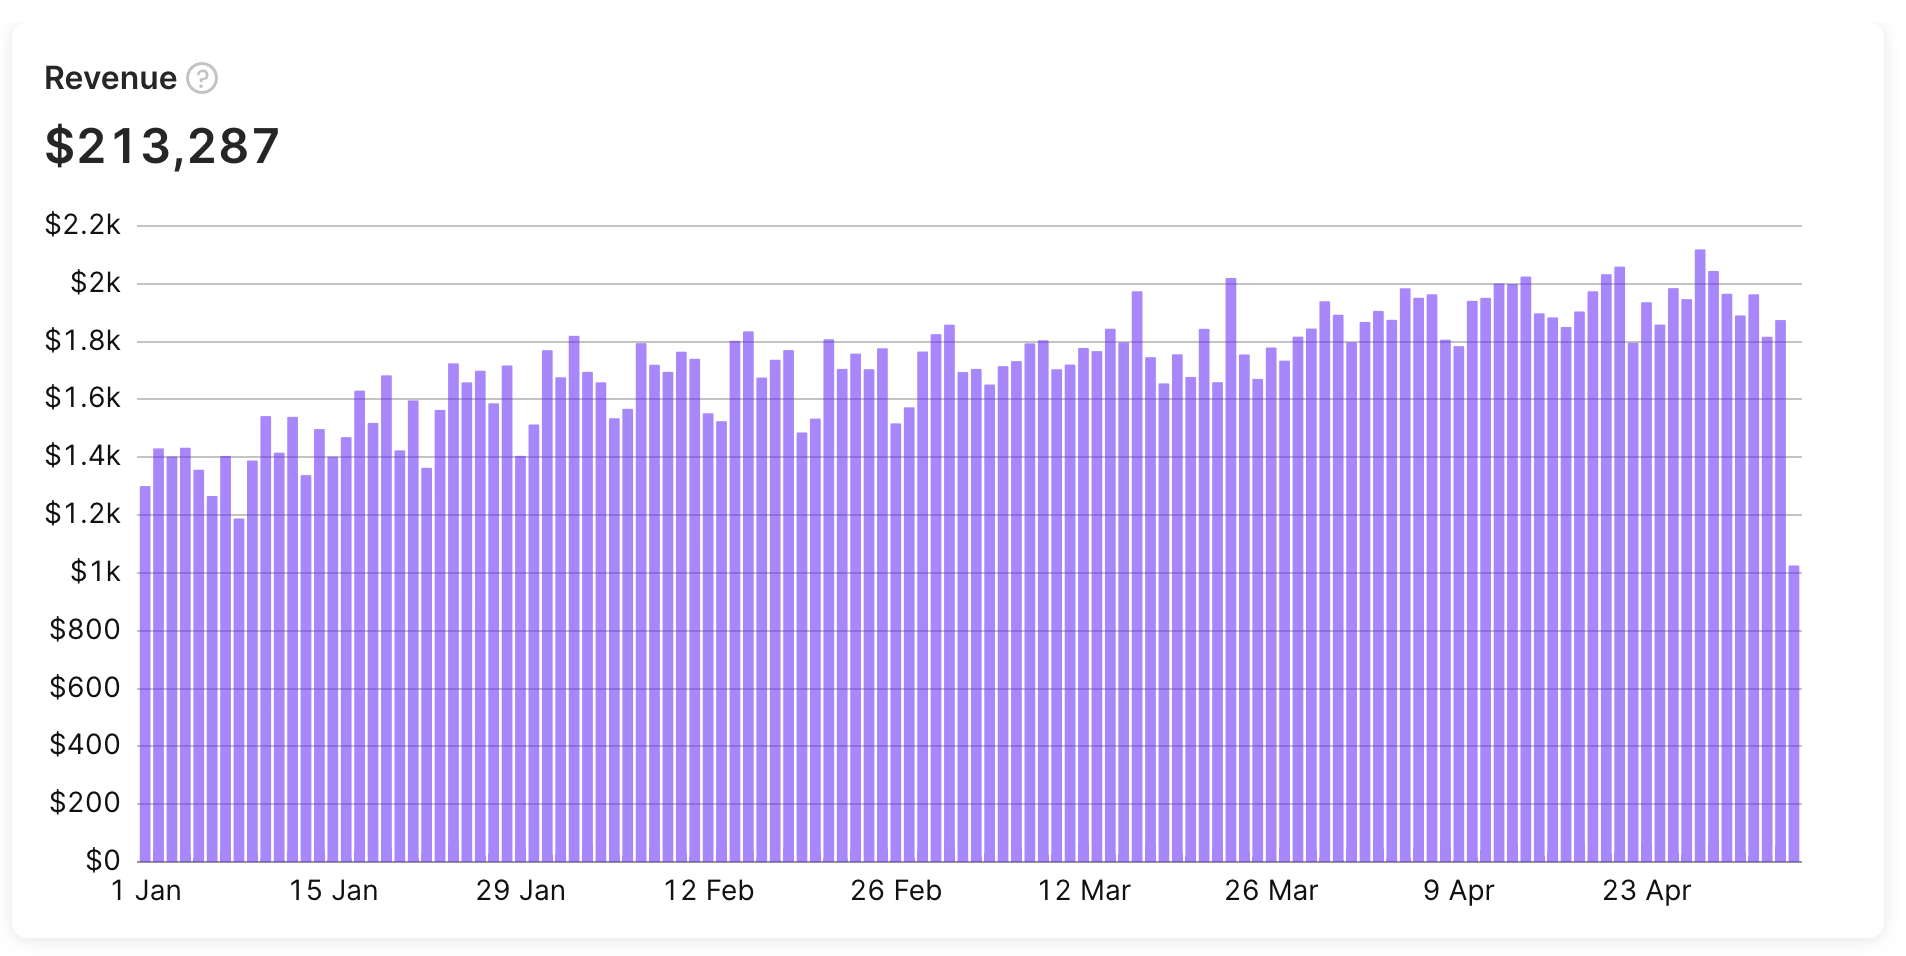 Revenue ?
$213,287
$2.2k
$2k
$1.8k
$1.6k
$1.4k
$1.2k
$1k
$800
$600
$400
$200
$0
1 Jan 15 Jan 29 Jan 12 Feb 26 Feb 12 Mar 26 Mar 9 Apr 23 Apr